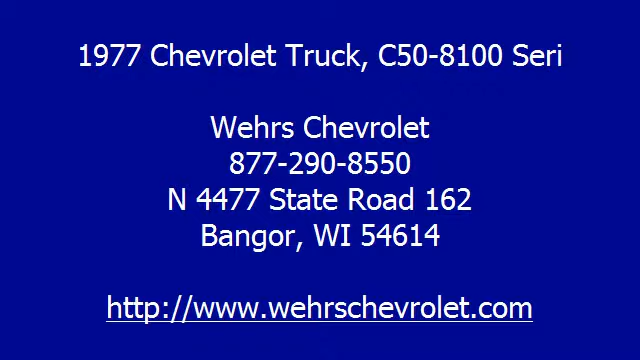 1977 Chevrolet Truck, C50-8100 Seri
Wehrs Chevrolet
877-290-8550
N 4477 State Road 162
Bangor, WI 54614
http://www.wehrschevrolet.com